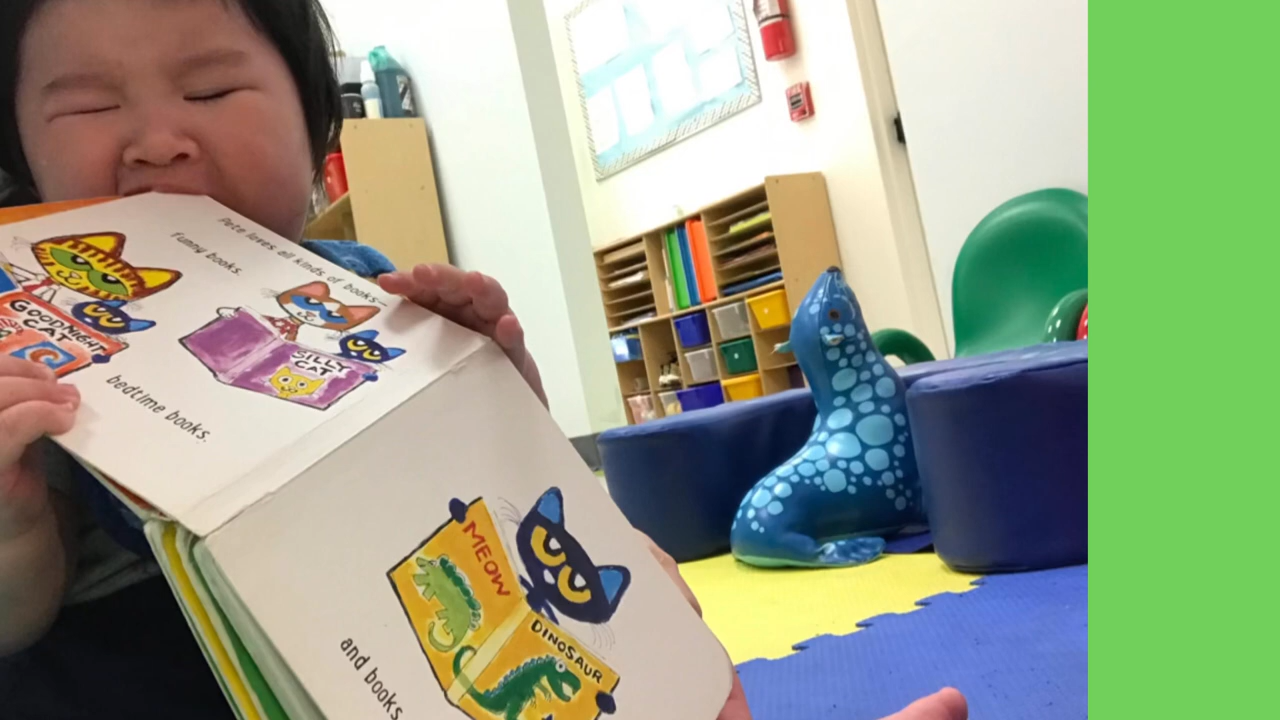 Pete loves all kinds of books—
funny books.
GOODNIGHT
CAT
SILLY
CAT
bedtime books.
MEOW
DINOSAUR
and books